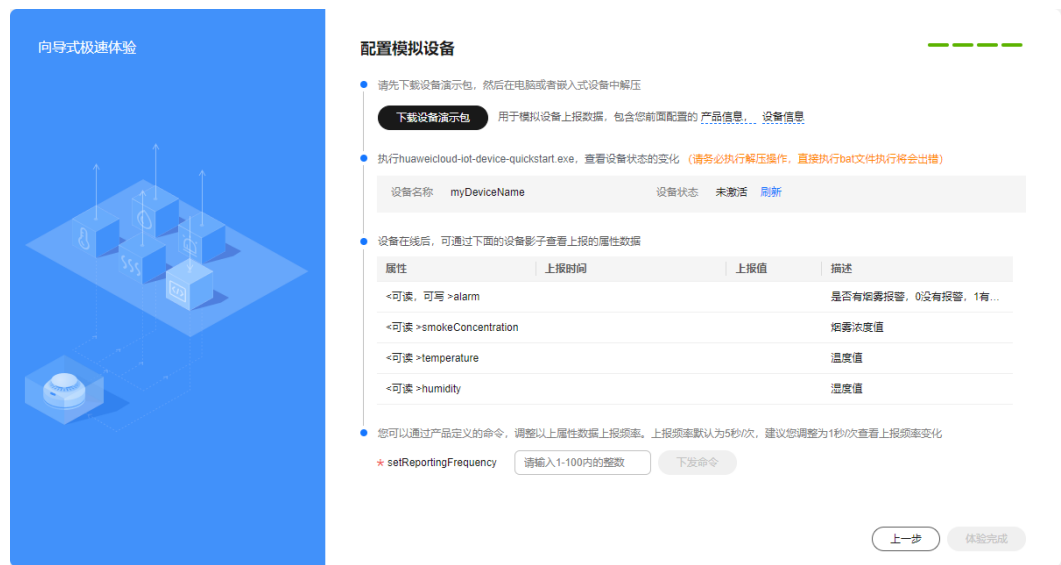 向导式极速体验
配置模拟设备
请先下载设备演示包，然后在电脑或者嵌入式设备中解压
下载设备演示包 用于模拟设备上报数据，包含您前面配置的 产品信息， 设备信息
执行huaweicloud-iot-device-quickstart.exe，查看设备状态的变化 （请务必执行解压操作，直接执行bat文件执行将会出错）
设备名称 myDeviceName 设备状态 未激活 刷新
设备在线后，可通过下面的设备影子查看上报的属性数据
属性 上报时间 上报值 描述
<可读，可写 >alarm 是否有烟雾报警，0没有报警，1有...
<可读 >smokeConcentration 烟雾浓度值
<可读 >temperature 温度值
<可读 >humidity 湿度值
您可以通过产品定义的命令，调整以上属性数据上报频率。上报频率默认为5秒/次，建议您调整为1秒/次查看上报频率变化
* setReportingFrequency 请输入1-100内的整数 下发命令
上一步 体验完成